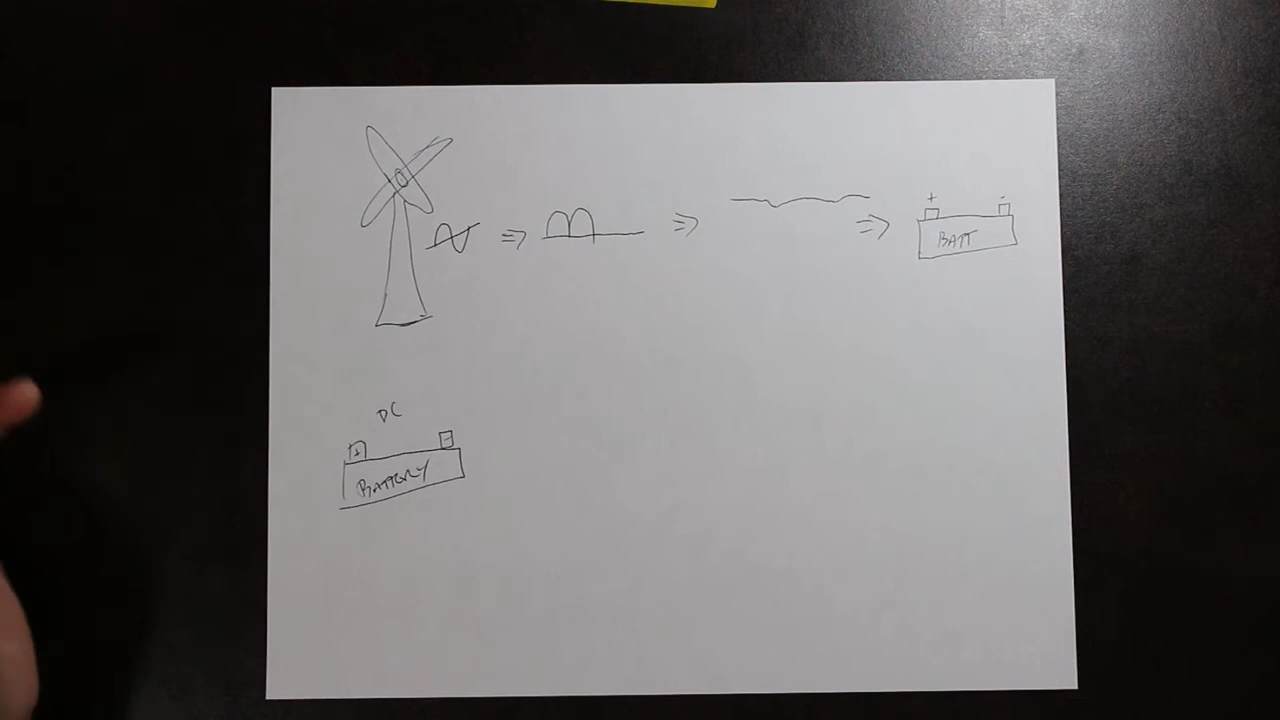 + -
BATT
DC
+ -
BATTERY